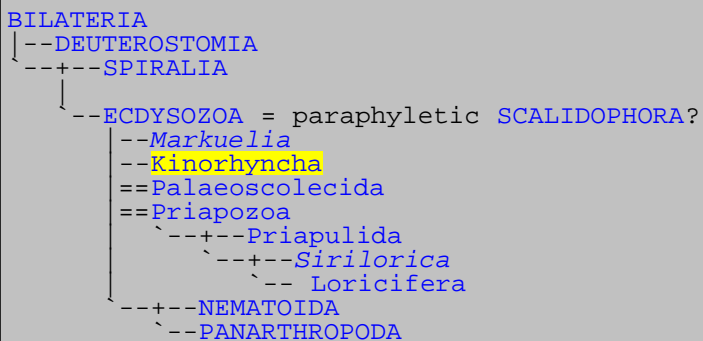 BILATERIA
|--DEUTEROSTOMIA
`--+--SPIRALIA
   |
   `--ECDYSOZOA = paraphyletic SCALIDOPHORA?
      |--Markuelia
      |--Kinorhyncha
      |==Palaeoscolecida
      |==Priapozoa
      |  `--+--Priapulida
      |     `--+--Sirilorica
      |        `-- Loricifera
      `--+--NEMATOIDA
         `--PANARTHROPODA